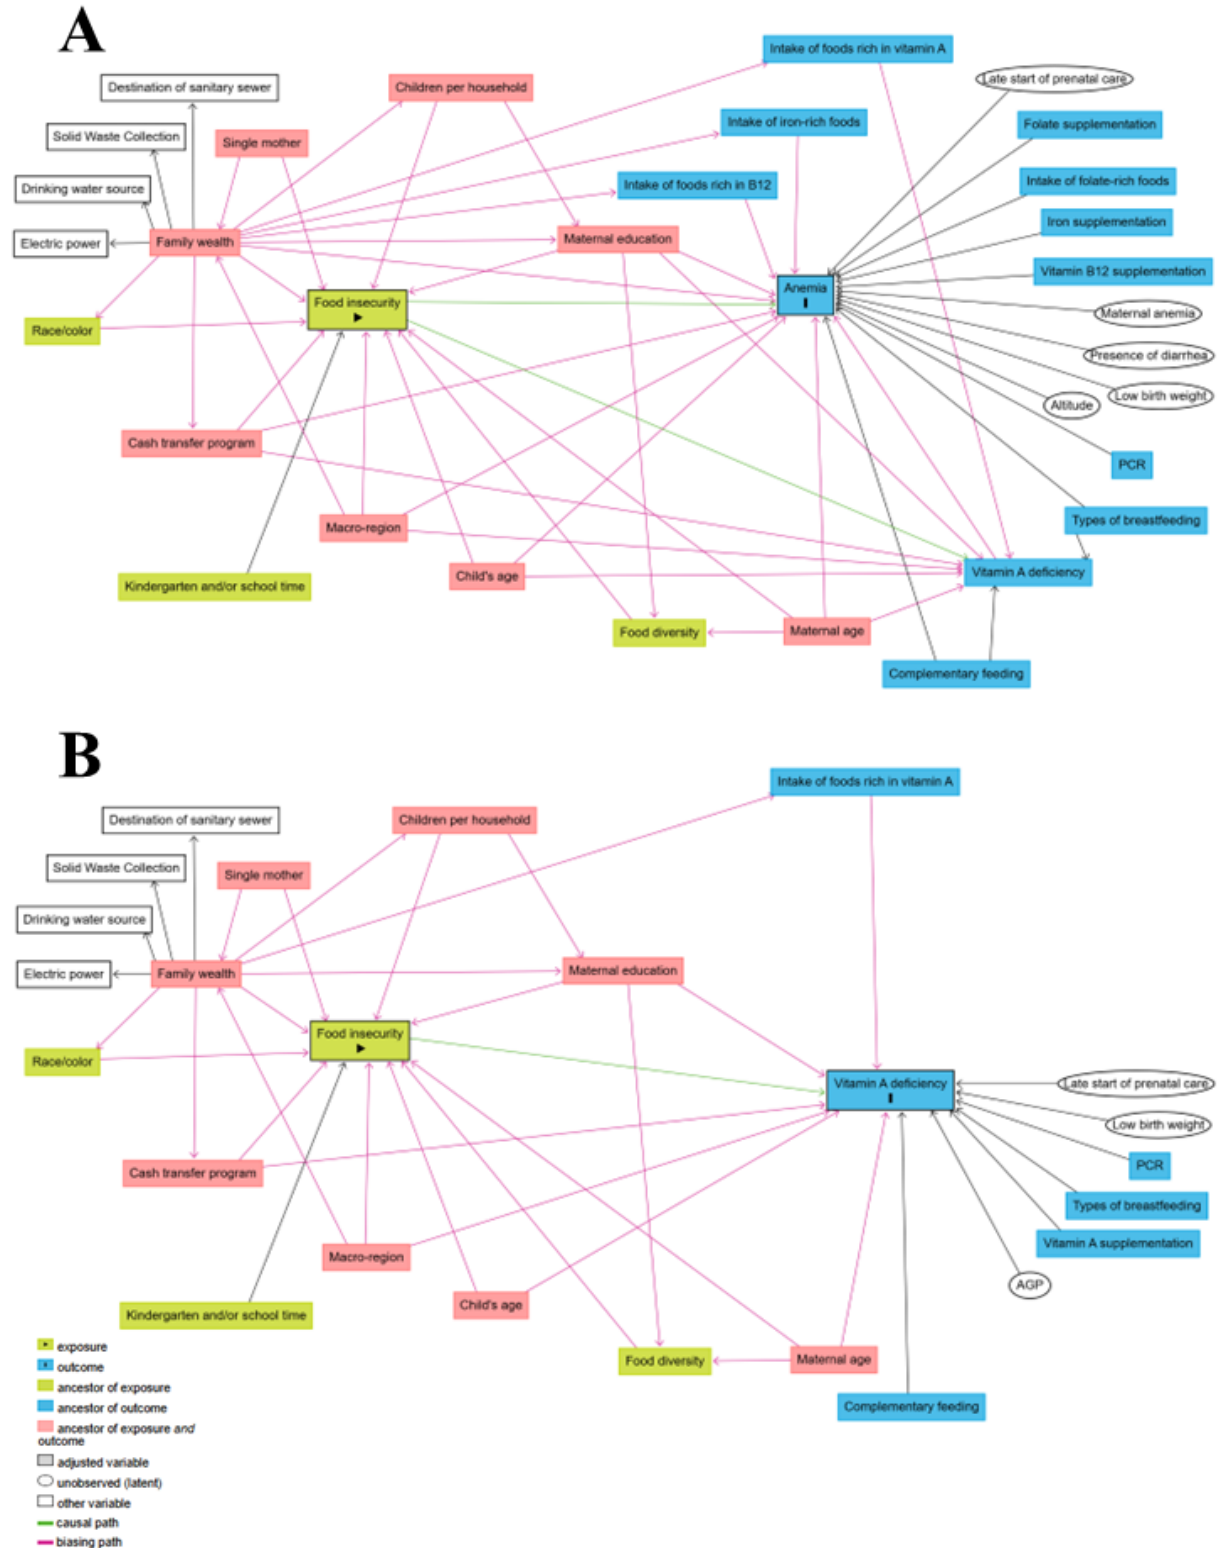 A
Intake of foods rich in vitamin A
Destination of sanitary sewer
Children per household
Late start of prenatal care
Solid Waste Collection
Single mother
Intake of iron-rich foods
Folate supplementation
Drinking water source
Intake of foods rich in B12
Intake of folate-rich foods
Electric power
Family wealth
Maternal education
Iron supplementation
Vitamin B12 supplementation
Food insecurity
Anemia
Maternal anemia
Race/color
Presence of diarrhea
Low birth weight
Altitude
Cash transfer program
PCR
Macro-region
Types of breastfeeding
Kindergarten and/or school time
Child's age
Vitamin A deficiency
Food diversity
Maternal age
Complementary feeding
B
Intake of foods rich in vitamin A
Destination of sanitary sewer
Children per household
Solid Waste Collection
Single mother
Drinking water source
Electric power
Family wealth
Maternal education
Food insecurity
Race/color
Vitamin A deficiency
Late start of prenatal care
Low birth weight
Cash transfer program
PCR
Types of breastfeeding
Macro-region
Vitamin A supplementation
AGP
Kindergarten and/or school time
Child's age
Food diversity
Maternal age
Complementary feeding
exposure
outcome
ancestor of exposure
ancestor of outcome
ancestor of exposure and
outcome
adjusted variable
unobserved (latent)
other variable
causal path
biasing path